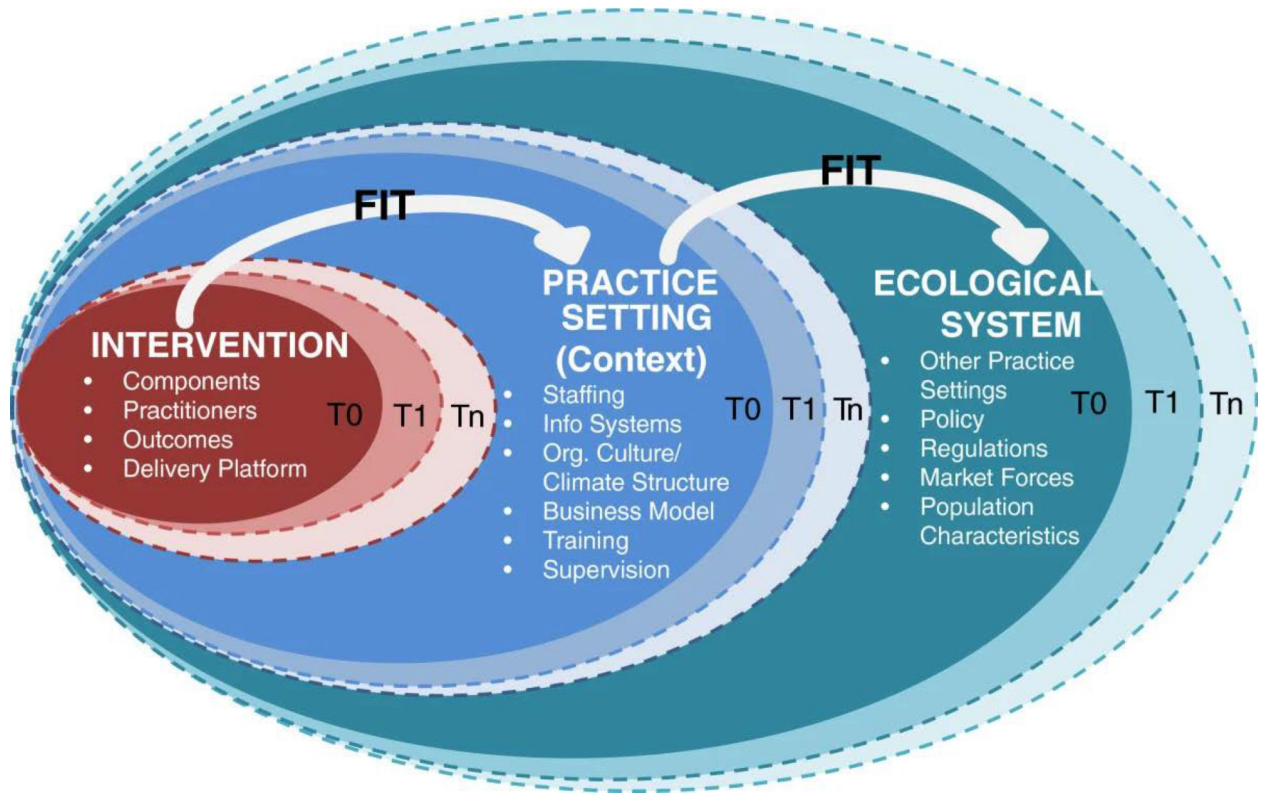 FIT
INTERVENTION
• Components
• Practitioners
• Outcomes
• Delivery Platform
T0
T1
Tn
FIT
PRACTICE
SETTING
(Context)
• Staffing
• Info Systems
• Org. Culture/
Climate Structure
• Business Model
• Training
• Supervision
T0
T1
Tn
ECOLOGICAL
SYSTEM
• Other Practice
Settings
• Policy
• Regulations
• Market Forces
• Population
Characteristics
T0
T1
Tn